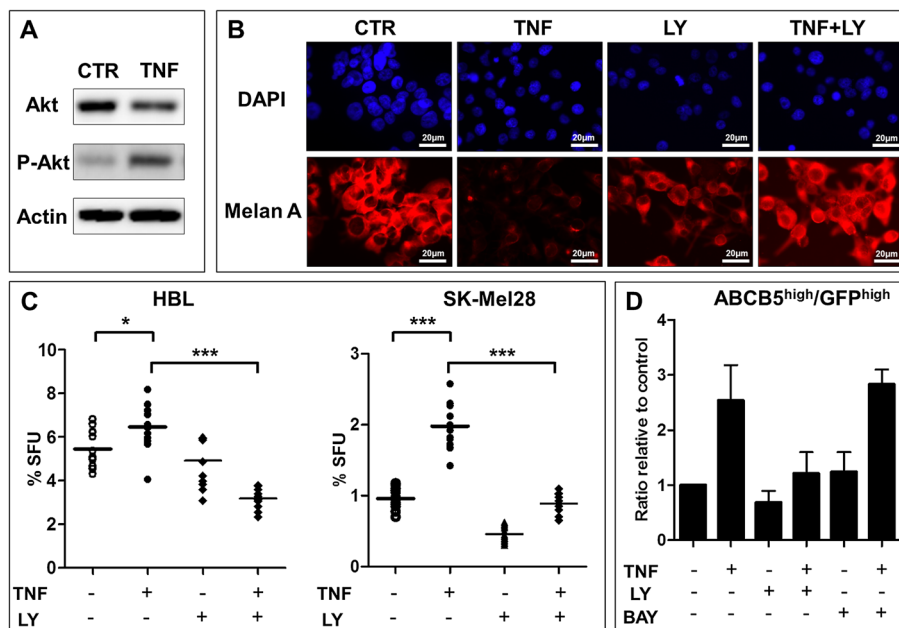 A
CTR TNF
Akt
P-Akt
Actin
B
CTR TNF LY TNF+LY
DAPI
20µm 20µm 20µm 20µm
Melan A
20µm 20µm 20µm 20µm
C
HBL
*
***
% SFU
10
8
6
4
2
0
TNF - + - +
LY - - + +
SK-Mel28
***
***
% SFU
3
2
1
0
TNF - + - +
LY - - + +
D
ABCB5high/GFPhigh
Ratio relative to control
4
3
2
1
0
TNF - + - + - +
LY - - + + - -
BAY - - - - + +